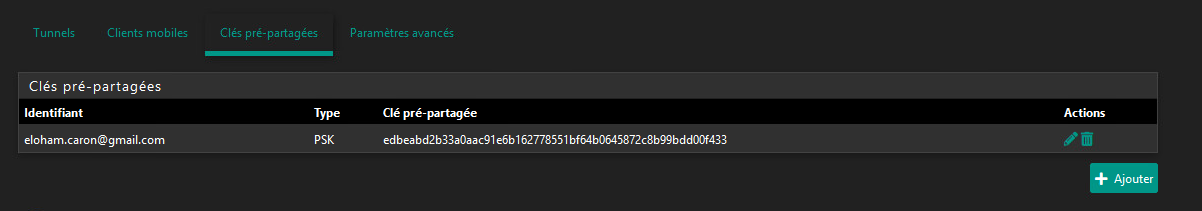 Tunnels Clients mobiles Clés pré-partagées Paramètres avancés
Clés pré-partagées
Identifiant Type Clé pré-partagée Actions
eloham.caron@gmail.com PSK edbeabd2b33a0aac91e6b162778551bf64b0645872c8b99bdd00f433
Ajouter